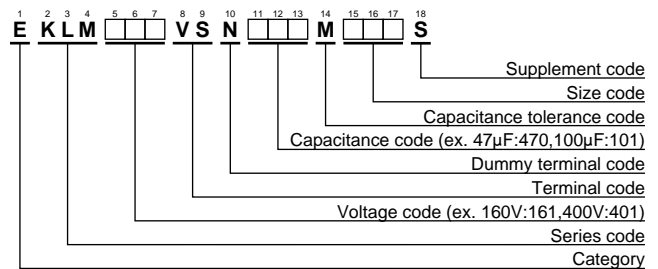 1 2 3 4 5 6 7 8 9 10 11 12 13 14 15 16 17 18
E KLM □□□ VS N □□□ M □□□ S
Supplement code
Size code
Capacitance tolerance code
Capacitance code (ex. 47µF:470,100µF:101)
Dummy terminal code
Terminal code
Voltage code (ex. 160V:161,400V:401)
Series code
Category